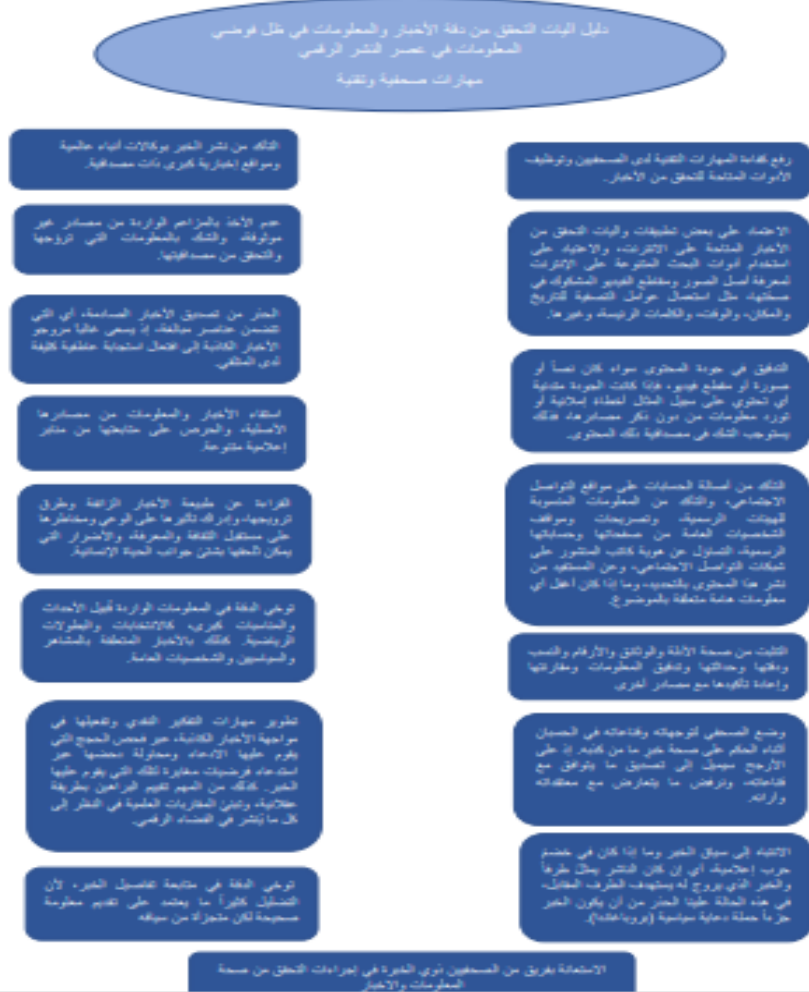 دليل اليات التحقق من دقة الأخبار والمعلومات في ظل فوضي
المعلومات في عصر النشر الرقمي
مهارات صحفية وتقنية
رفع كفاءة المهارات التقنية لدى الصحفيين وتوظيف
الأدوات المتاحة للتحقق من الأخبار.
الاعتماد على بعض تطبيقات واليات التحقق من
الأخبار المتاحة على الانترنت، والاعتماد على
استخدام أدوات البحث المتنوعة على الإنترنت
لمعرفة أصل الصور ومقاطع الفيديو المشكوك في
صحتها، مثل استعمال عوامل التصفية للتاريخ
والمكان، والوقت، والكلمات الرئيسة، وغيرها.
التدقيق في جودة المحتوى سواء كان نصاً أو
صورة أو مقطع فيديو، فإذا كانت الجودة متدنية
أي تحتوي على سبيل المثال أخطاء إملائية أو
تورد معلومات من دون ذكر مصادرها، فذلك
يستوجب الشك في مصداقية ذلك المحتوى.
التأكد من أصالة الحسابات على مواقع التواصل
الاجتماعي، والتأكد من المعلومات المنسوبة
للهيئات الرسمية، وتصريحات ومواقف
الشخصيات العامة من صفحاتها وحساباتها
الرسمية، التساؤل عن هوية كاتب المنشور على
شبكات التواصل الاجتماعي، وعن المستفيد من
نشر هذا المحتوى بالتحديد، وما إذا كان أغفل أي
معلومات هامة متعلقة بالموضوع.
التثبت من صحة الأدلة والوثائق والأرقام والنسب
ودقتها وحداثتها وتدقيق المعلومات ومقارنتها
وإعادة تأكيدها مع مصادر أخرى.
وضع الصحفي لتوجهاته وقناعاته في الحسبان
أثناء الحكم على صحة خبر ما من كذبه. إذ على
الأرجح سيميل إلى تصديق ما يتوافق مع
قناعاته، وترفض ما يتعارض مع معتقداته
وآرائه.
الانتباه إلى سياق الخبر وما إذا كان في خضم
حرب إعلامية، أي إن كان الناشر يمثل طرفاً
والخبر الذي يروج له يستهدف الطرف المقابل،
في هذه الحالة علينا الحذر من أن يكون الخبر
جزءاً حملة دعاية سياسية (بروباغاندا).
التأكد من نشر الخبر بوكالات أنباء عالمية
ومواقع إخبارية كبرى ذات مصداقية.
عدم الأخذ بالمزاعم الواردة من مصادر غير
موثوقة، والشك بالمعلومات التي تروجها
والتحقق من مصداقيتها.
الحذر من تصديق الأخبار الصادمة، أي التي
تتضمن عناصر مبالغة، إذ يسعى غالبا مروجو
الأخبار الكاذبة إلى افتعال استجابة عاطفية كثيفة
لدى المتلقي.
استقاء الأخبار والمعلومات من مصادرها
الأصلية، والحرص على متابعتها من منابر
إعلامية متنوعة.
القراءة عن طبيعة الأخبار الزائفة وطرق
ترويجها، وإدراك تأثيرها على الوعي ومخاطرها
على مستقبل الثقافة والمعرفة، والأضرار التي
يمكن تلحقها بشتى جوانب الحياة الإنسانية.
توخي الدقة في المعلومات الواردة قبيل الأحداث
والمناسبات كبرى، كالانتخابات والبطولات
الرياضية. كذلك بالأخبار المتعلقة بالمشاهر
والسياسيين والشخصيات العامة.
تطوير مهارات التفكير النقدي وتفعيلها في
مواجهة الأخبار الكاذبة، عبر فحص الحجج التي
يقوم عليها الادعاء ومحاولة دحضها عبر
استدعاء فرضيات مغايرة لتلك التي يقوم عليها
الخبر. كذلك من المهم تقييم البراهين بطريقة
عقلانية، وتبني المقاربات العلمية في النظر إلى
كل ما يُنشر في الفضاء الرقمي.
توخي الدقة في متابعة تفاصيل الخبر، لأن
التضليل كثيراً ما يعتمد على تقديم معلومة
صحيحة لكن متجزأة من سياقه
الاستعانة بفريق من الصحفيين ذوي الخبرة في إجراءات التحقق من صحة
المعلومات والاخبار